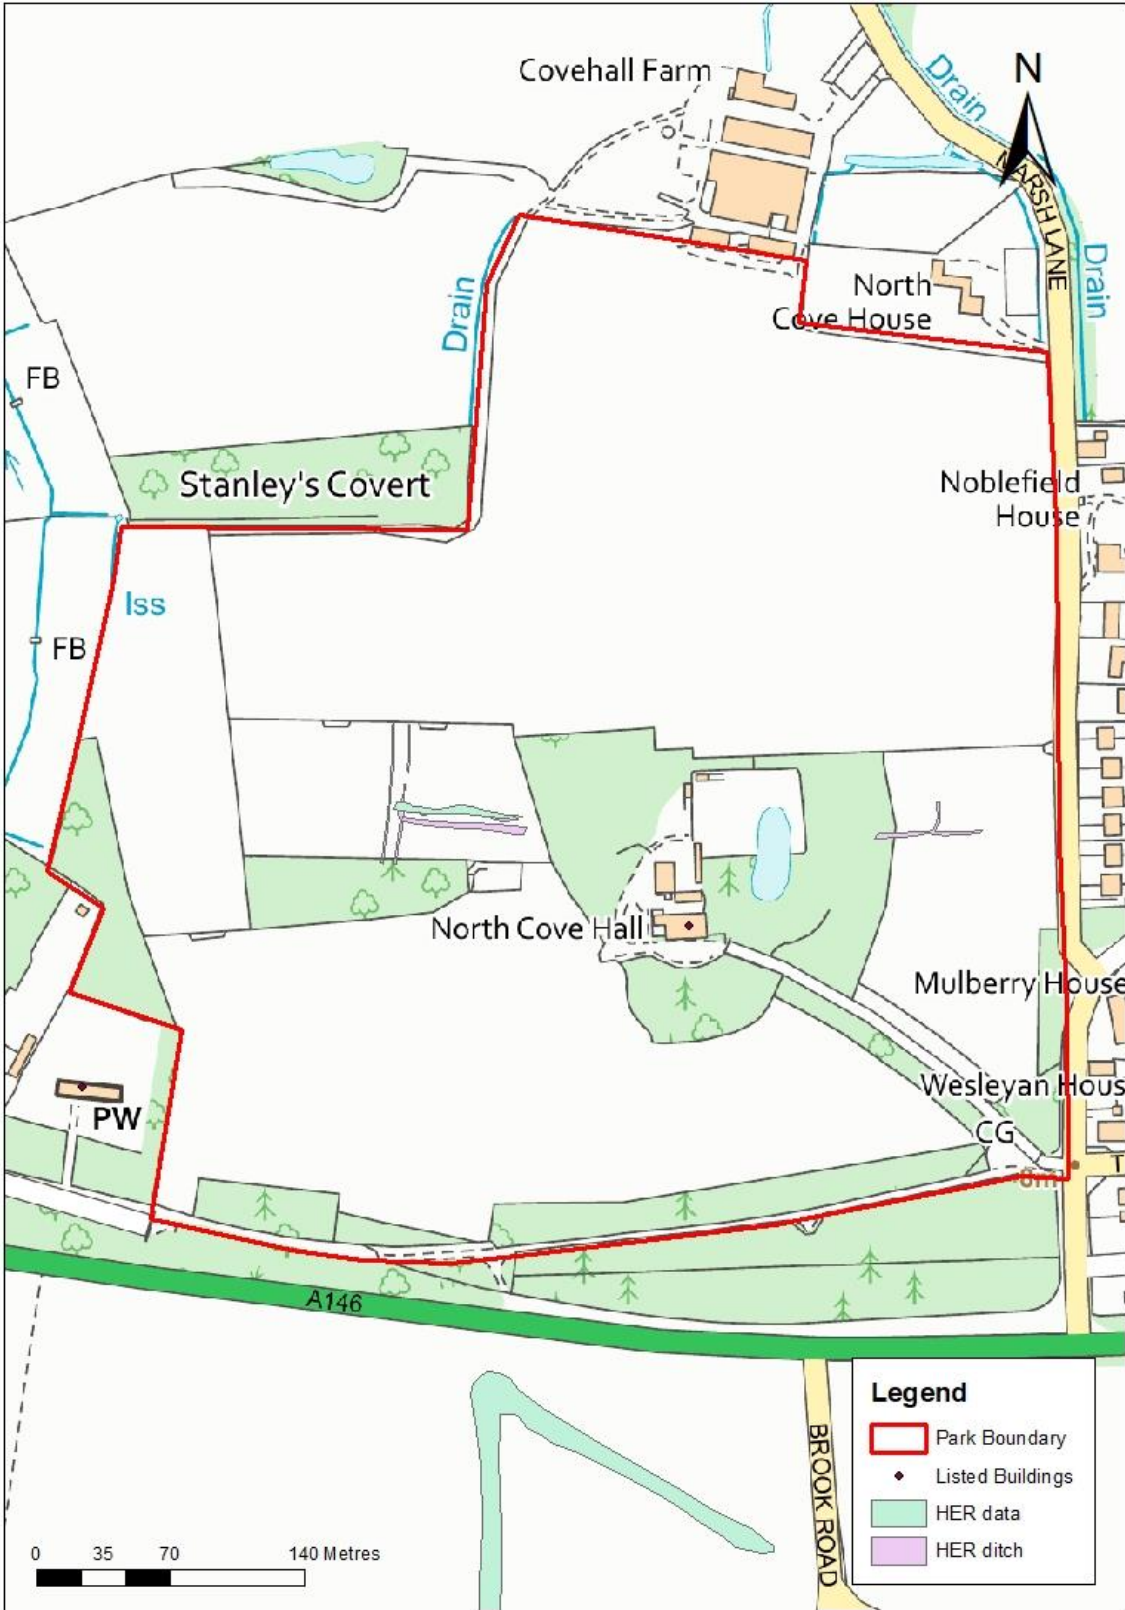 Covehall Farm
Drain
N
MARSH LANE
Drain
North
Cove House
Drain
FB
Stanley's Covert
Noblefield
House
Iss
FB
North Cove Hall
Mulberry House
Wesleyan Hous
PW
CG
8m
T
A146
BROOK ROAD
Legend
Park Boundary
Listed Buildings
HER data
HER ditch
0 35 70 140 Metres